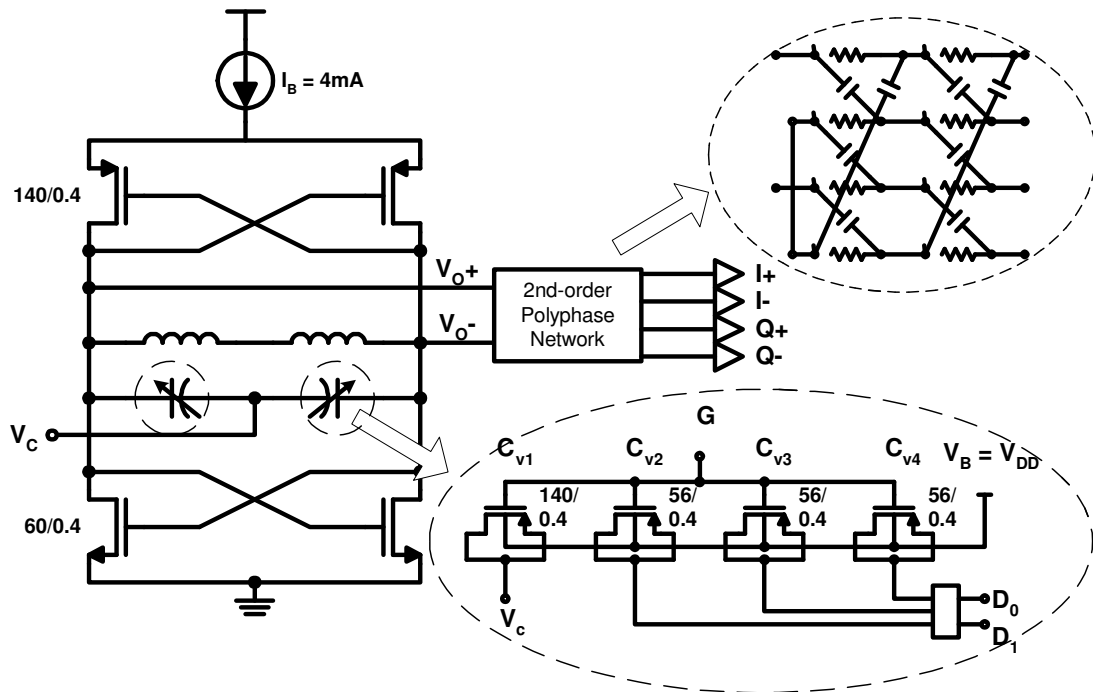 I_B = 4mA
140/0.4
V_O+
V_O-
2nd-order
Polyphase
Network
I+
I-
Q+
Q-
V_C
60/0.4
G
C_v1
C_v2
C_v3
C_v4
V_B = V_DD
140/
0.4
56/
0.4
56/
0.4
56/
0.4
V_c
D_0
D_1